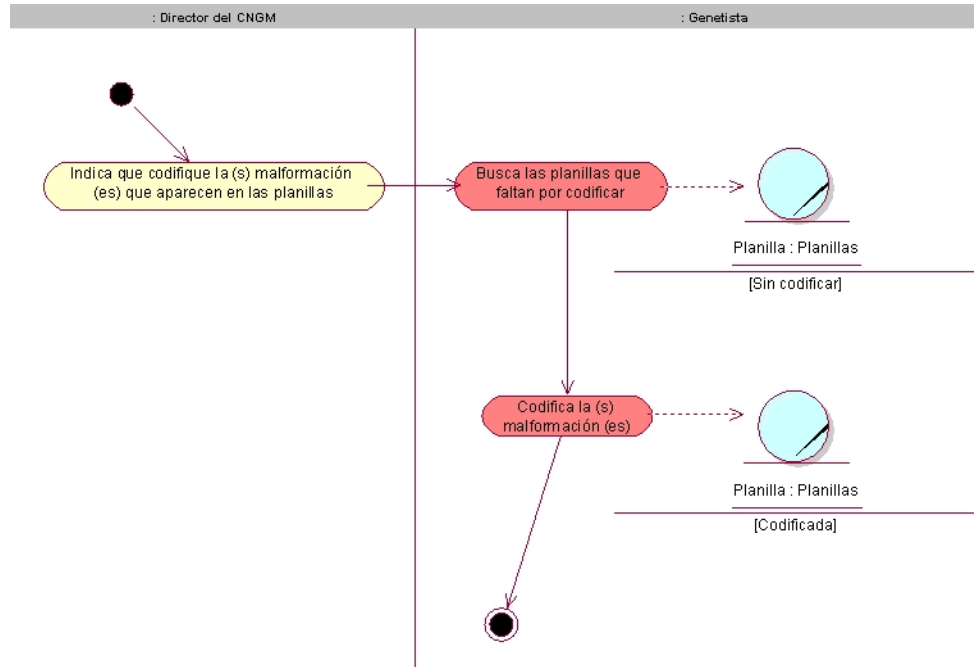 : Director del CNGM
: Genetista
Indica que codifique la (s) malformación
(es) que aparecen en las planillas
Busca las planillas que
faltan por codificar
Planilla : Planillas
[Sin codificar]
Codifica la (s)
malformación (es)
Planilla : Planillas
[Codificada]